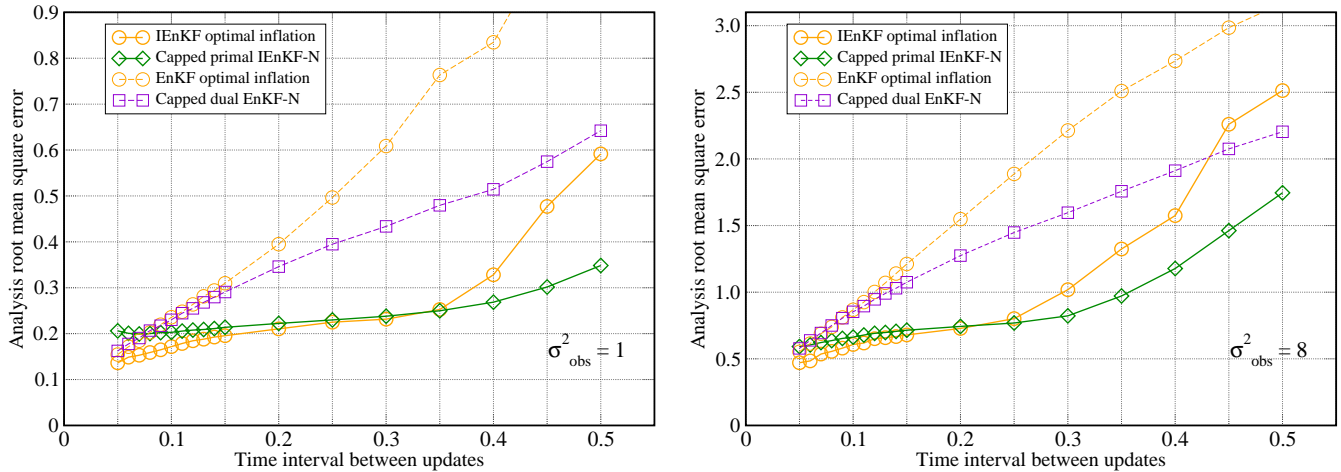 0.9
0.8
0.7
0.6
0.5
0.4
0.3
0.2
0.1
Analysis root mean square error
IEnKF optimal inflation
Capped primal IEnKF-N
EnKF optimal inflation
Capped dual EnKF-N
σ²obs = 1
0 0.1 0.2 0.3 0.4 0.5
Time interval between updates
3.0
2.5
2.0
1.5
1.0
0.5
0
Analysis root mean square error
IEnKF optimal inflation
Capped primal IEnKF-N
EnKF optimal inflation
Capped dual EnKF-N
σ²obs = 8
0 0.1 0.2 0.3 0.4 0.5
Time interval between updates